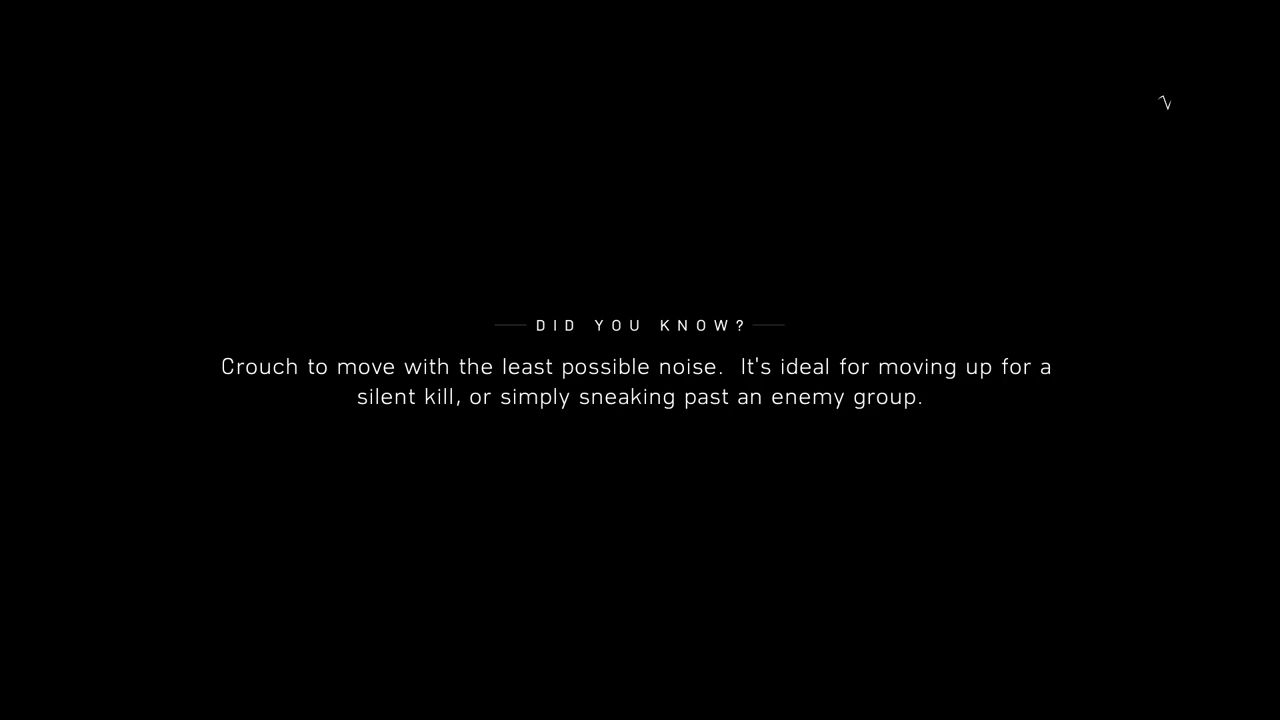 DID YOU KNOW?
Crouch to move with the least possible noise.  It's ideal for moving up for a
silent kill, or simply sneaking past an enemy group.